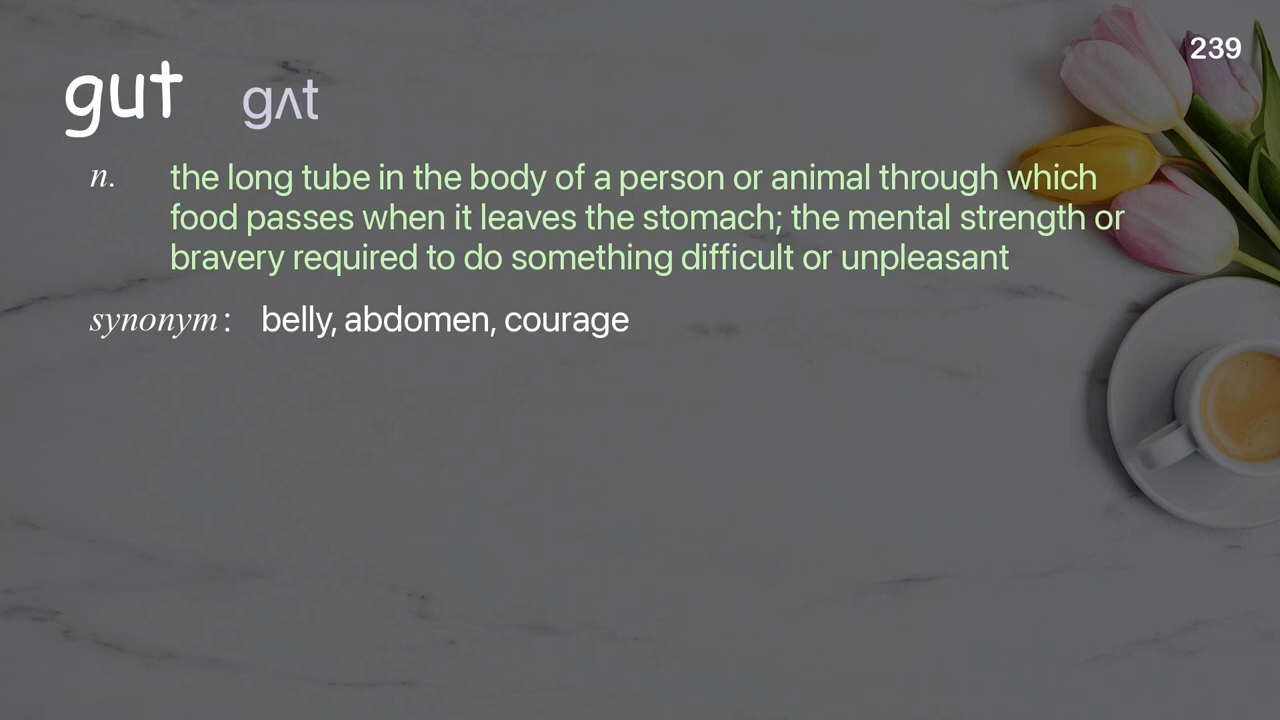 239
gut gʌt
n. the long tube in the body of a person or animal through which
food passes when it leaves the stomach; the mental strength or
bravery required to do something difficult or unpleasant
synonym: belly, abdomen, courage